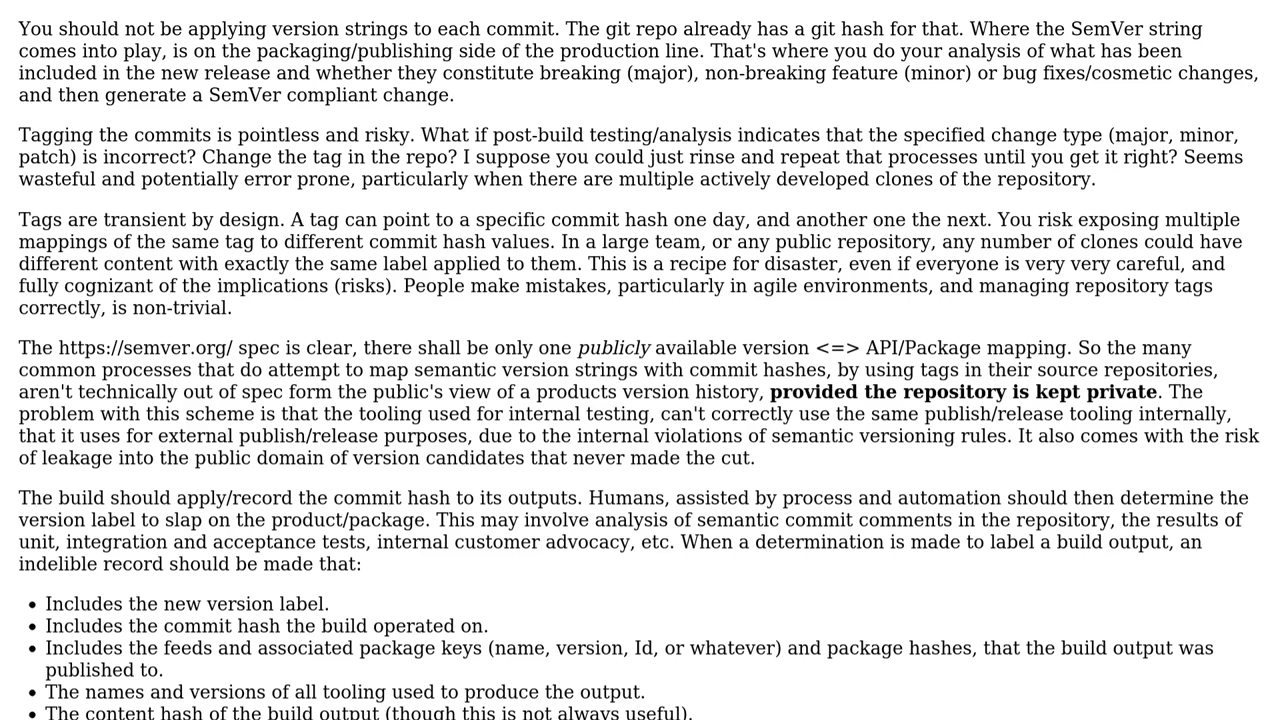 You should not be applying version strings to each commit. The git repo already has a git hash for that. Where the SemVer string
comes into play, is on the packaging/publishing side of the production line. That's where you do your analysis of what has been
included in the new release and whether they constitute breaking (major), non-breaking feature (minor) or bug fixes/cosmetic changes,
and then generate a SemVer compliant change.
Tagging the commits is pointless and risky. What if post-build testing/analysis indicates that the specified change type (major, minor,
patch) is incorrect? Change the tag in the repo? I suppose you could just rinse and repeat that processes until you get it right? Seems
wasteful and potentially error prone, particularly when there are multiple actively developed clones of the repository.
Tags are transient by design. A tag can point to a specific commit hash one day, and another one the next. You risk exposing multiple
mappings of the same tag to different commit hash values. In a large team, or any public repository, any number of clones could have
different content with exactly the same label applied to them. This is a recipe for disaster, even if everyone is very very careful, and
fully cognizant of the implications (risks). People make mistakes, particularly in agile environments, and managing repository tags
correctly, is non-trivial.
The https://semver.org/ spec is clear, there shall be only one publicly available version <=> API/Package mapping. So the many
common processes that do attempt to map semantic version strings with commit hashes, by using tags in their source repositories,
aren't technically out of spec form the public's view of a products version history, provided the repository is kept private. The
problem with this scheme is that the tooling used for internal testing, can't correctly use the same publish/release tooling internally,
that it uses for external publish/release purposes, due to the internal violations of semantic versioning rules. It also comes with the risk
of leakage into the public domain of version candidates that never made the cut.
The build should apply/record the commit hash to its outputs. Humans, assisted by process and automation should then determine the
version label to slap on the product/package. This may involve analysis of semantic commit comments in the repository, the results of
unit, integration and acceptance tests, internal customer advocacy, etc. When a determination is made to label a build output, an
indelible record should be made that:
• Includes the new version label.
• Includes the commit hash the build operated on.
• Includes the feeds and associated package keys (name, version, Id, or whatever) and package hashes, that the build output was
published to.
• The names and versions of all tooling used to produce the output.
• The content hash of the build output (though this is not always useful).